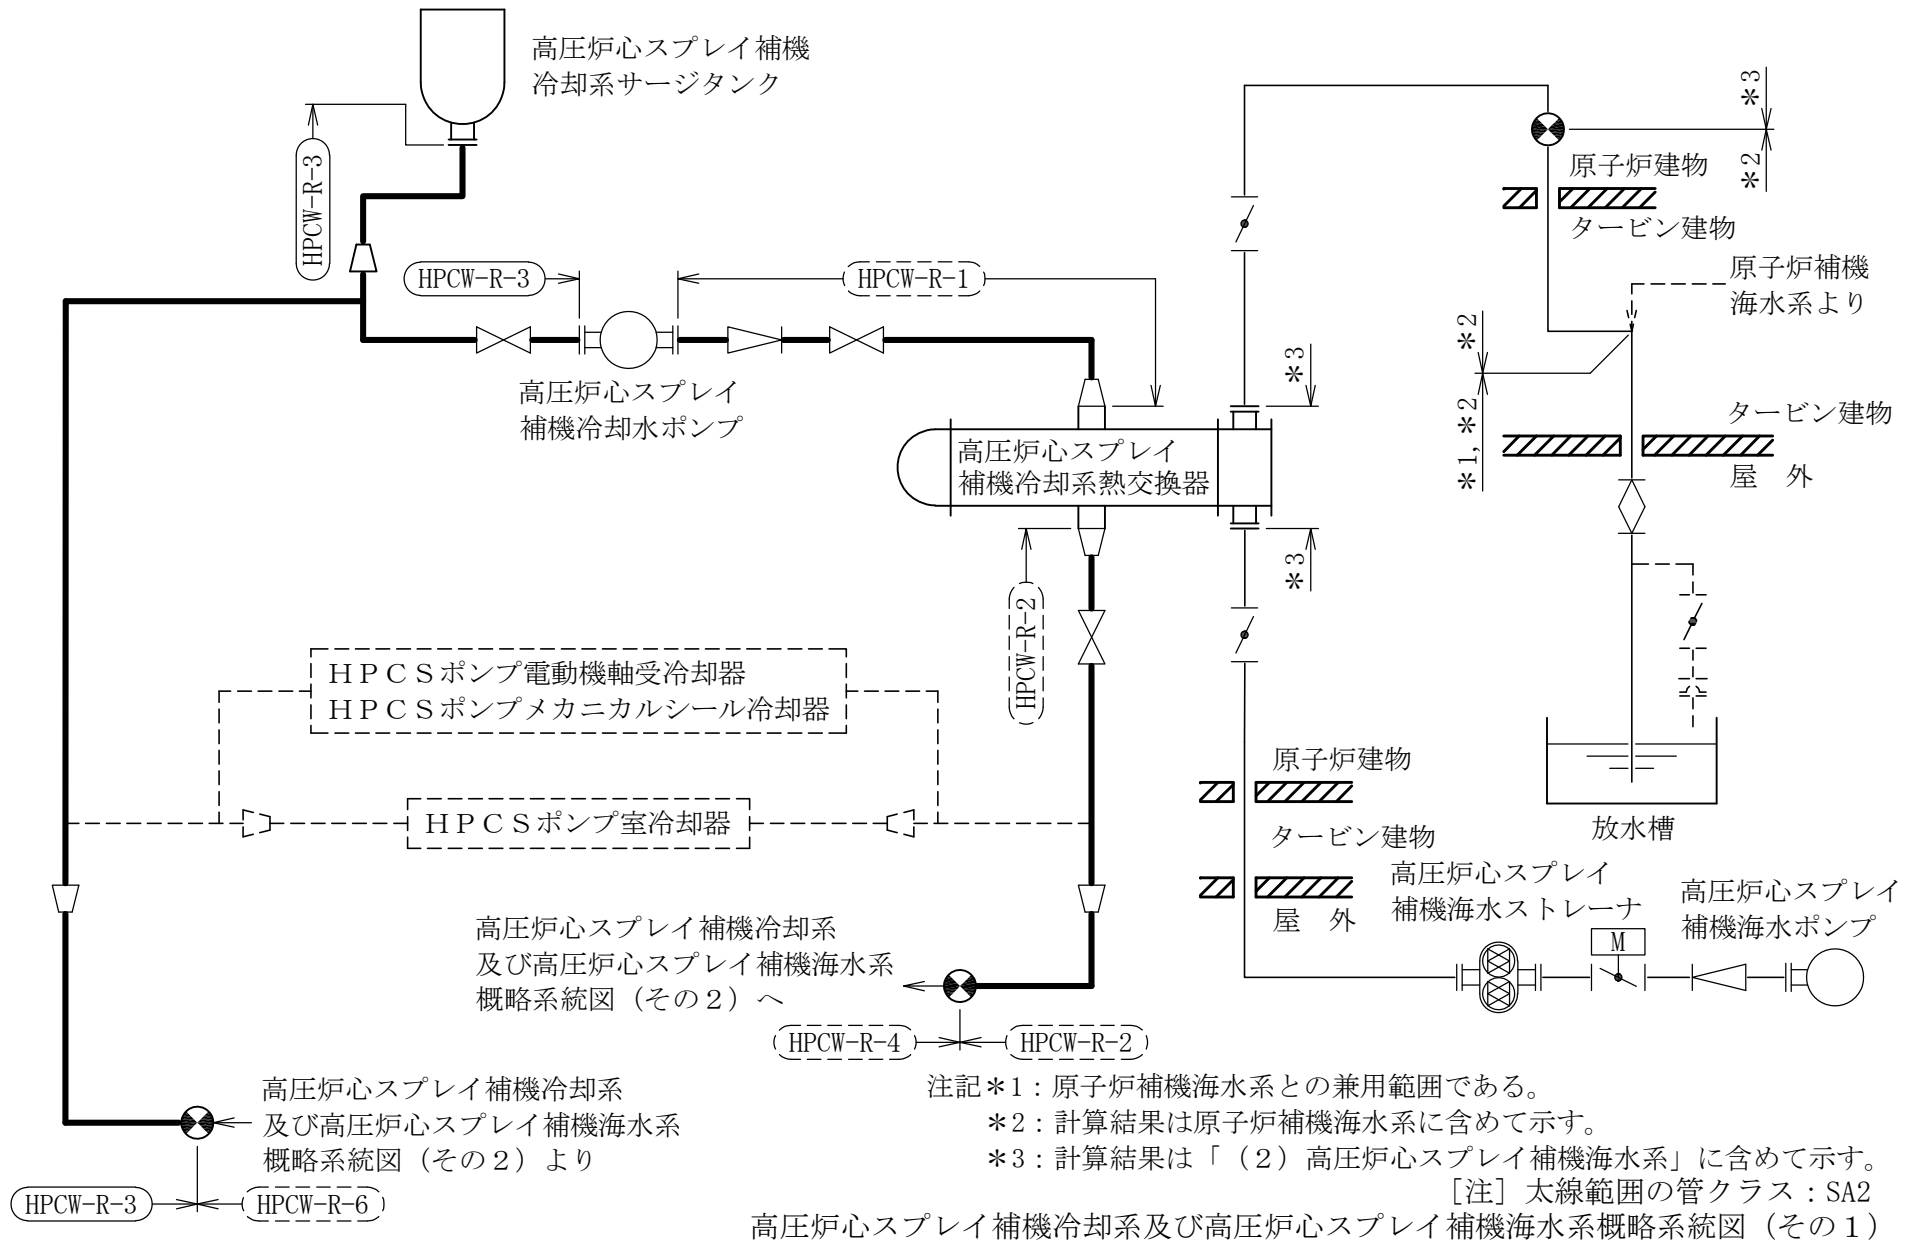 高圧炉心スプレイ補機
冷却系サージタンク
HPCW-R-3
HPCW-R-3
HPCW-R-1
高圧炉心スプレイ
補機冷却水ポンプ
高圧炉心スプレイ
補機冷却系熱交換器
HPCW-R-2
*3
*3
*3
*2
原子炉建物
タービン建物
原子炉補機
海水系より
*2
*1, *2
タービン建物
屋　外
放水槽
HPCSポンプ電動機軸受冷却器
HPCSポンプメカニカルシール冷却器
HPCSポンプ室冷却器
原子炉建物
タービン建物
屋　外
高圧炉心スプレイ
補機海水ストレーナ
M
高圧炉心スプレイ
補機海水ポンプ
高圧炉心スプレイ補機冷却系
及び高圧炉心スプレイ補機海水系
概略系統図（その2）へ
HPCW-R-4
HPCW-R-2
高圧炉心スプレイ補機冷却系
及び高圧炉心スプレイ補機海水系
概略系統図（その2）より
HPCW-R-3
HPCW-R-6
注記*1：原子炉補機海水系との兼用範囲である。
*2：計算結果は原子炉補機海水系に含めて示す。
*3：計算結果は「（2）高圧炉心スプレイ補機海水系」に含めて示す。
［注］太線範囲の管クラス：SA2
高圧炉心スプレイ補機冷却系及び高圧炉心スプレイ補機海水系概略系統図（その1）